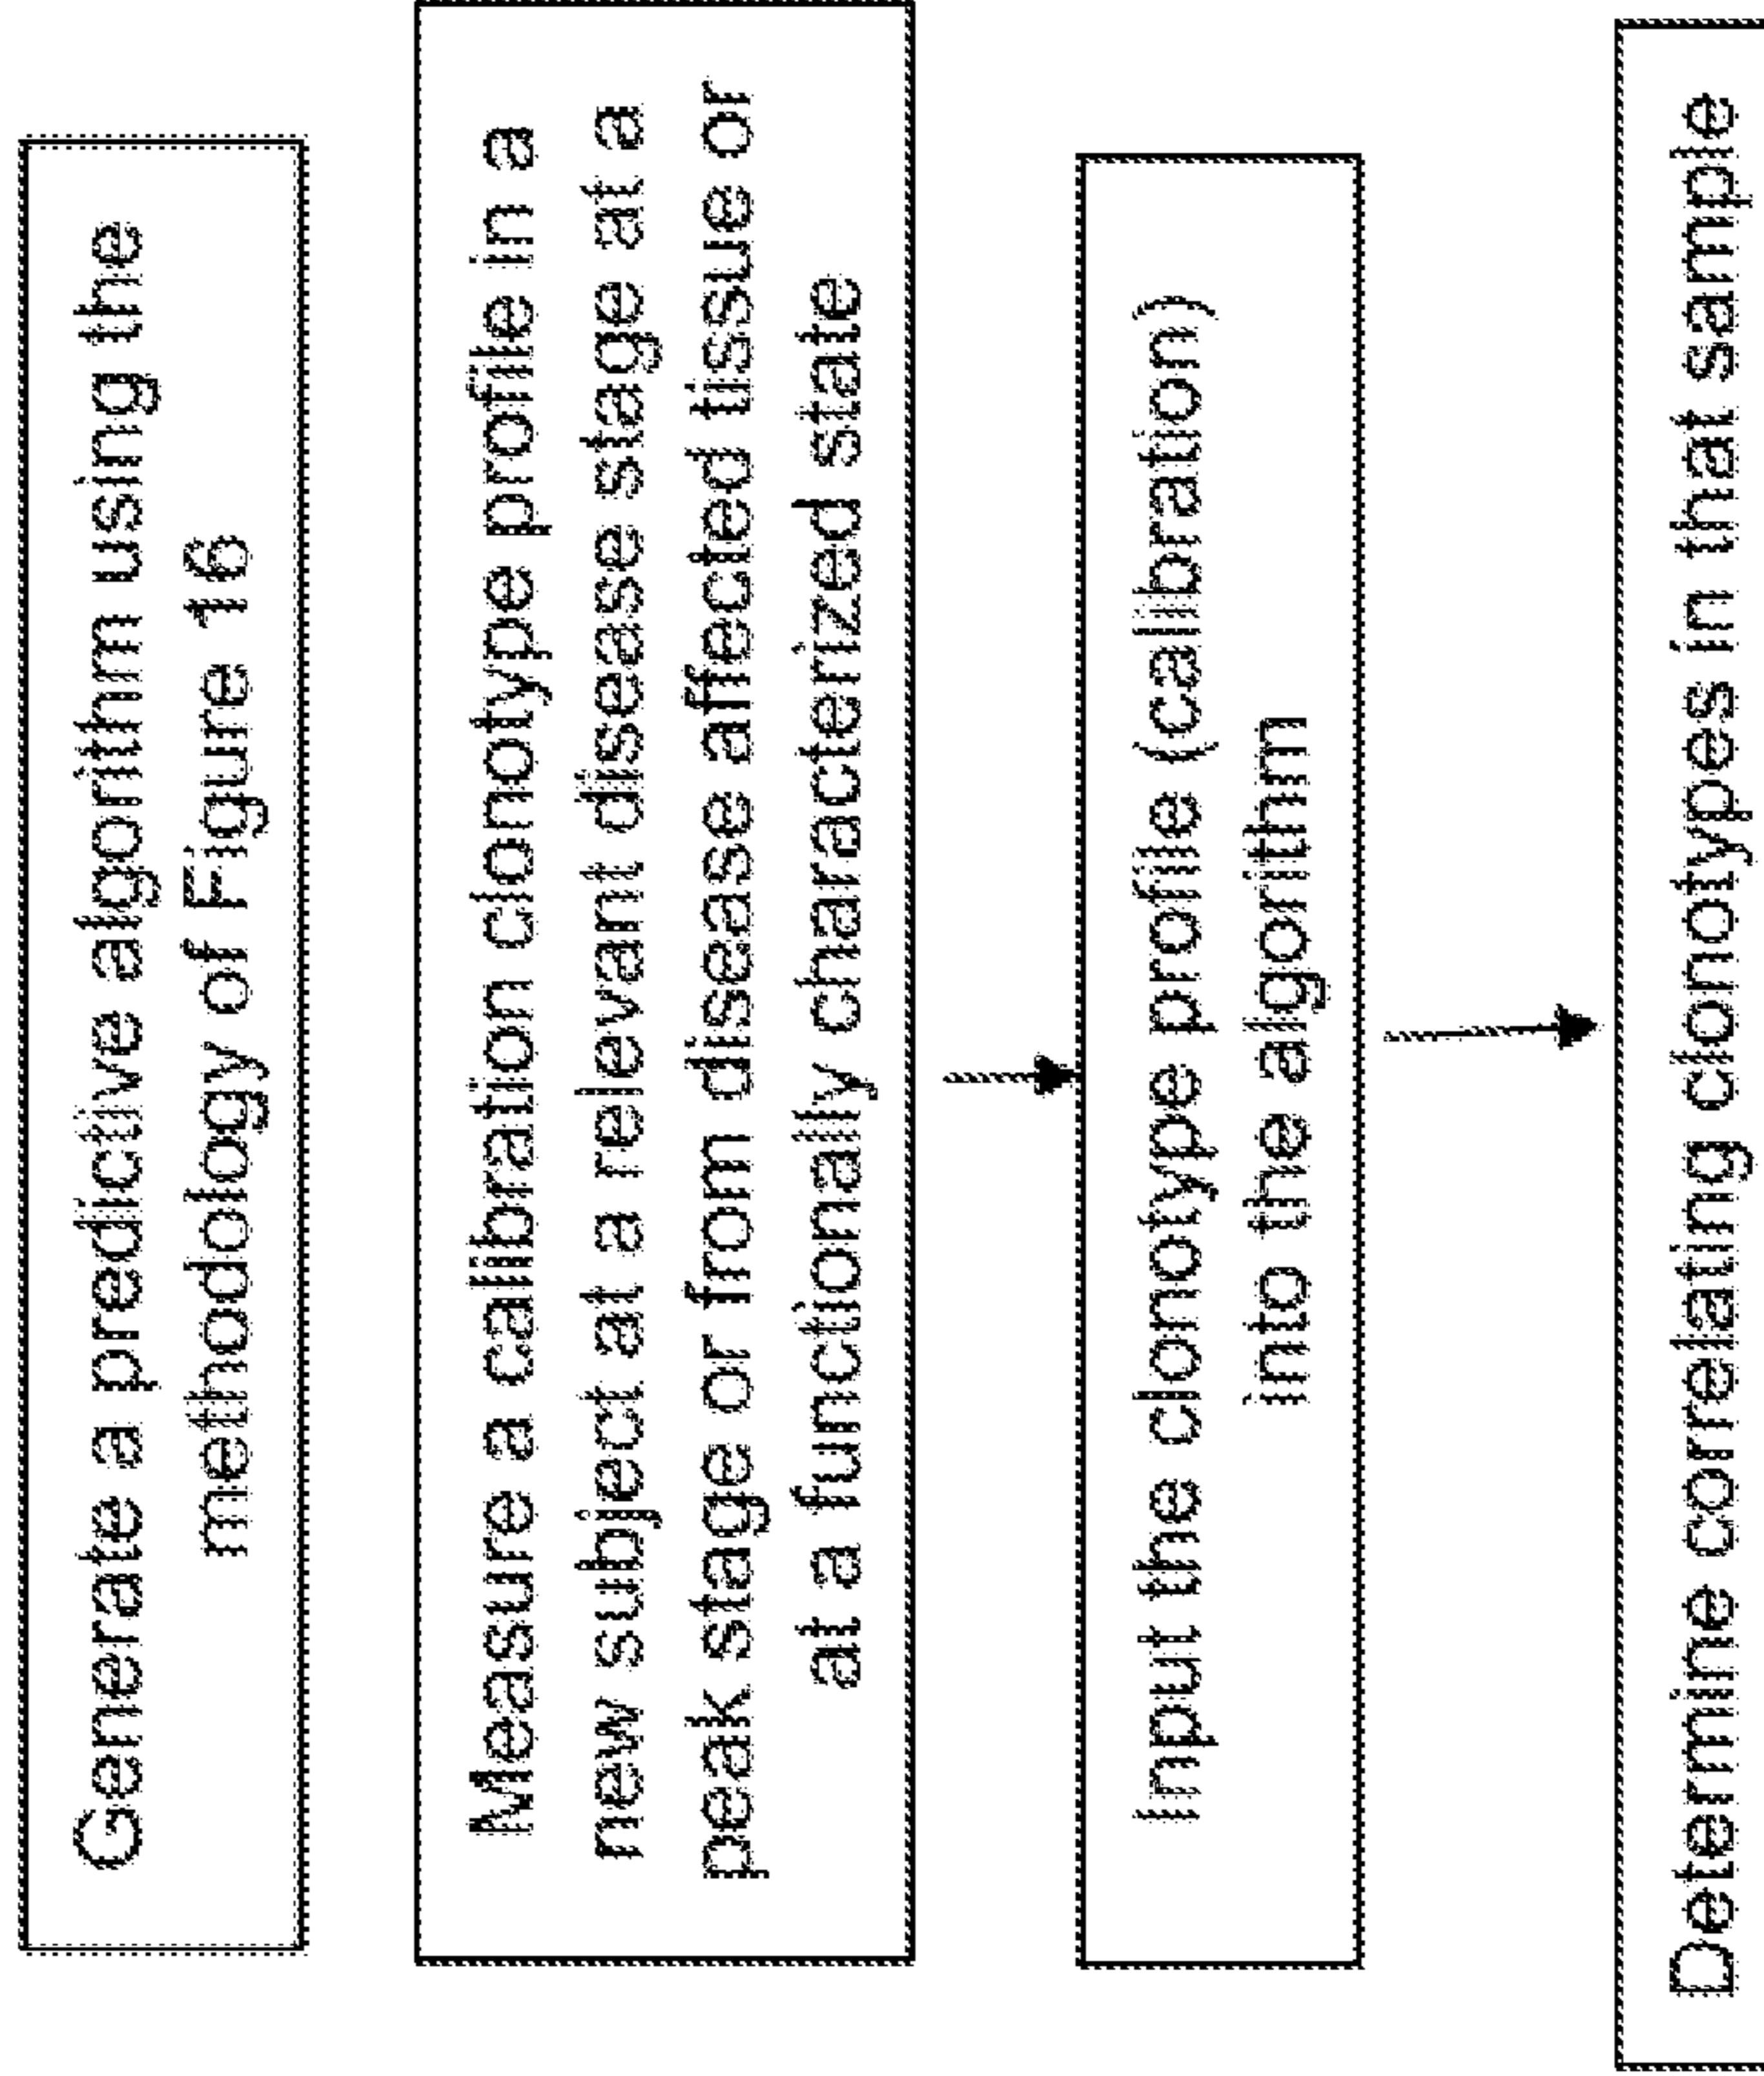 Generate a predictive algorithm using the
methodology of Figure 16
Measure a calibration clonotype profile in a
new subject at a relevant disease stage at a
peak stage or from disease affected tissue or
at a functionally characterized state
Input the clonotype profile (calibration)
into the algorithm
Determine correlating clonotypes in that sample